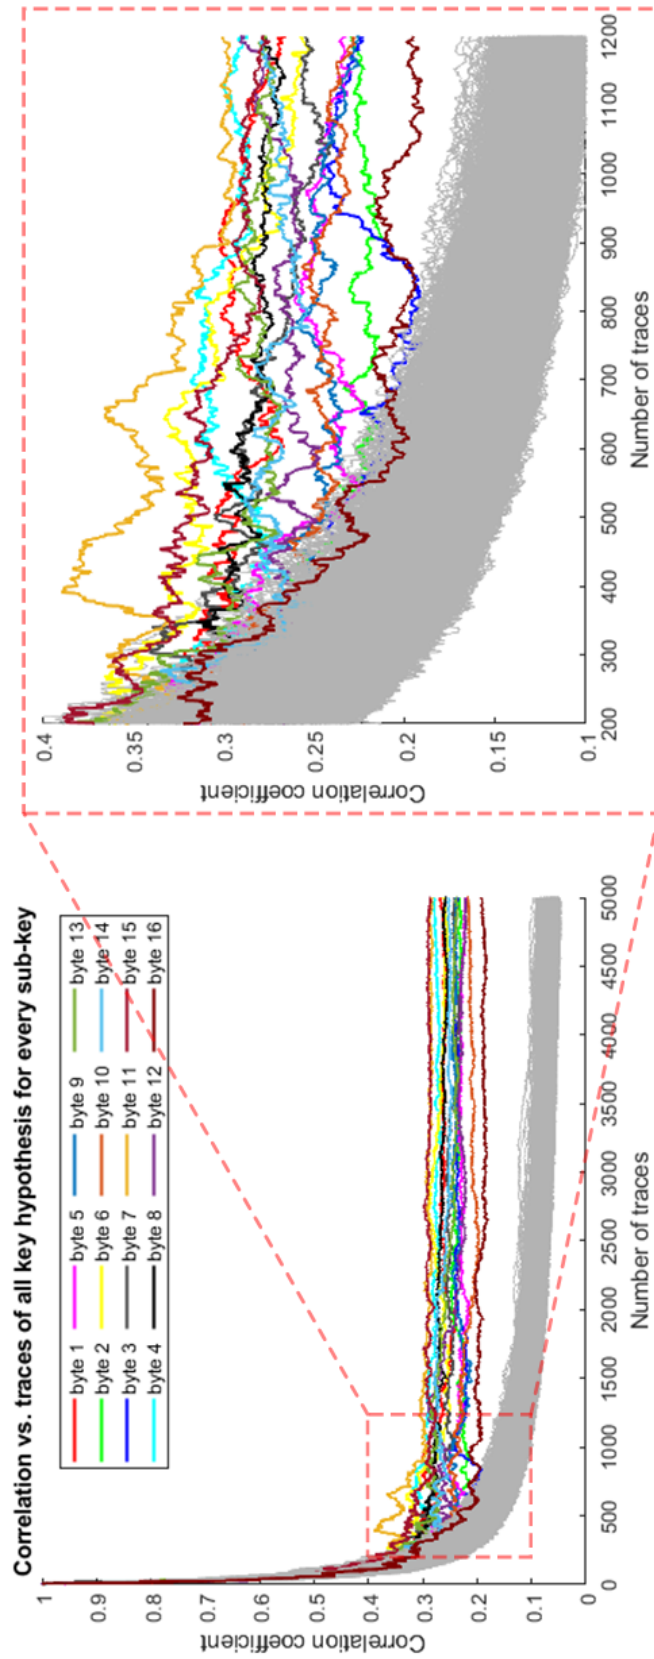 Correlation vs. traces of all key hypothesis for every sub-key
byte 1 byte 5 byte 9 byte 13
byte 2 byte 6 byte 10 byte 14
byte 3 byte 7 byte 11 byte 15
byte 4 byte 8 byte 12 byte 16
Correlation coefficient
1
0.9
0.8
0.7
0.6
0.5
0.4
0.3
0.2
0.1
0
0 500 1000 1500 2000 2500 3000 3500 4000 4500 5000
Number of traces
Correlation coefficient
0.4
0.35
0.3
0.25
0.2
0.15
0.1
200 300 400 500 600 700 800 900 1000 1100 1200
Number of traces